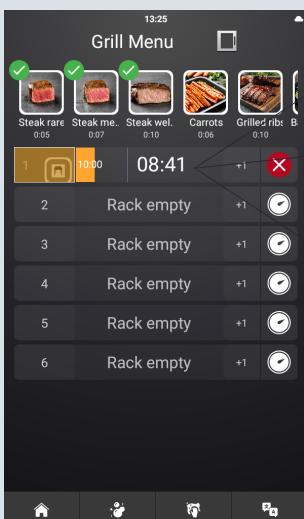 13:25
Grill Menu
Steak rare Steak me.. Steak wel. Carrots Grilled ribs
0:05 0:07 0:10 0:06 0:10
1 10:00 08:41 +1
2 Rack empty +1
3 Rack empty +1
4 Rack empty +1
5 Rack empty +1
6 Rack empty +1